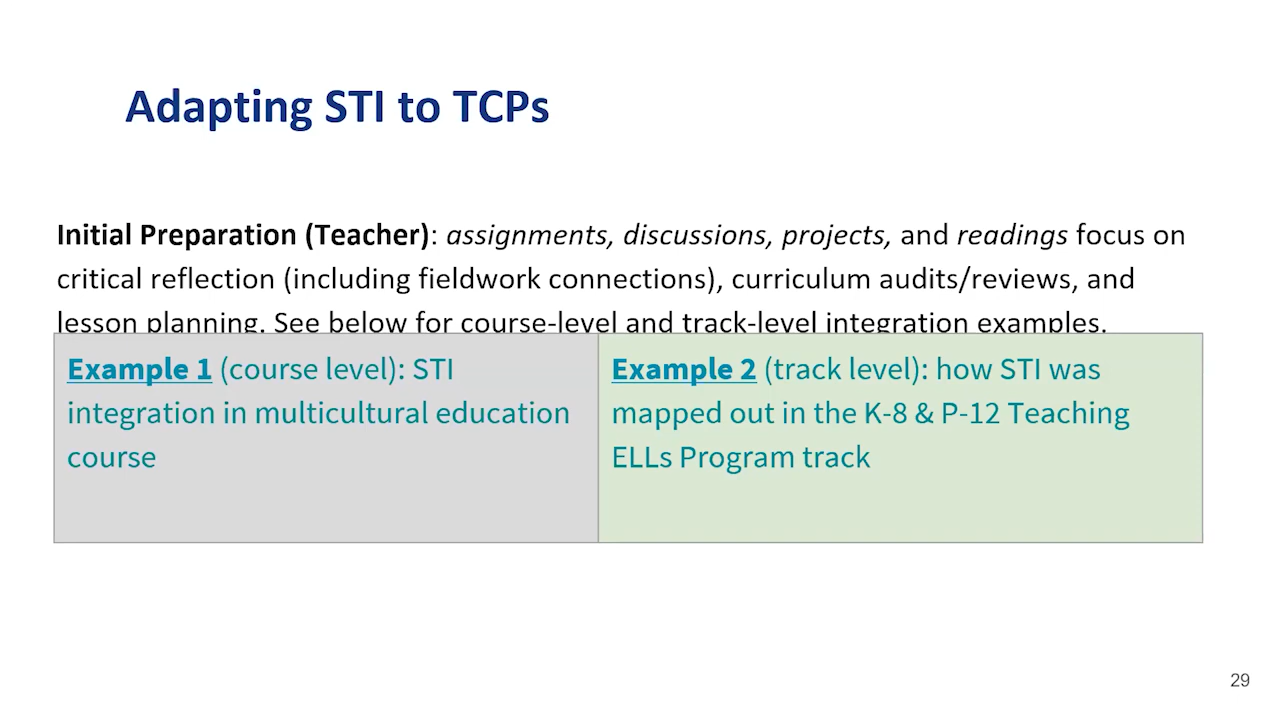 Adapting STI to TCPs
Initial Preparation (Teacher): assignments, discussions, projects, and readings focus on
critical reflection (including fieldwork connections), curriculum audits/reviews, and
lesson planning. See below for course-level and track-level integration examples.
Example 1 (course level): STI
integration in multicultural education
course
Example 2 (track level): how STI was
mapped out in the K-8 & P-12 Teaching
ELLs Program track
29